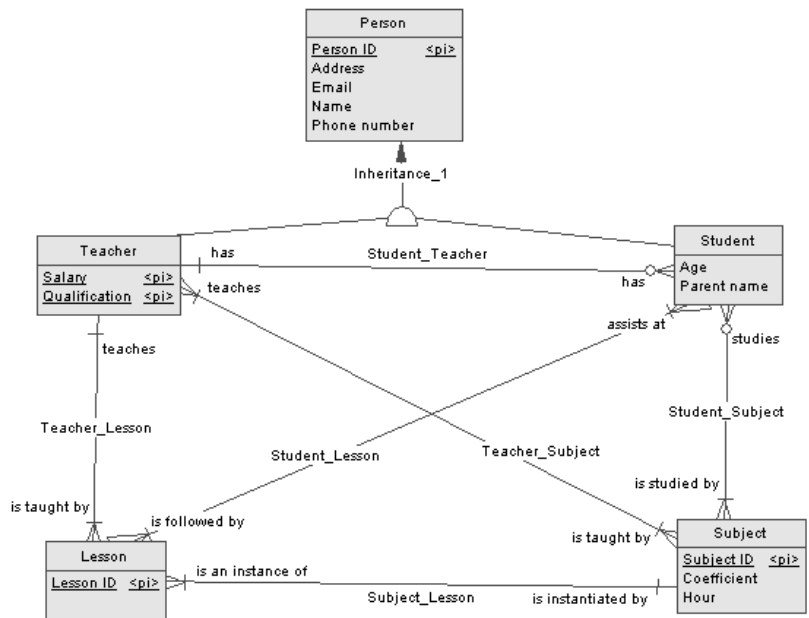 Person
Person ID <pi>
Address
Email
Name
Phone number
Inheritance_1
Teacher
Salary <pi>
Qualification <pi>
Student
Age
Parent name
has
Student_Teacher
has
teaches
assists at
studies
teaches
Teacher_Lesson
Student_Lesson
Teacher_Subject
Student_Subject
is studied by
is taught by
is followed by
is taught by
Lesson
Lesson ID <pi>
is an instance of
Subject_Lesson
is instantiated by
Subject
Subject ID <pi>
Coefficient
Hour